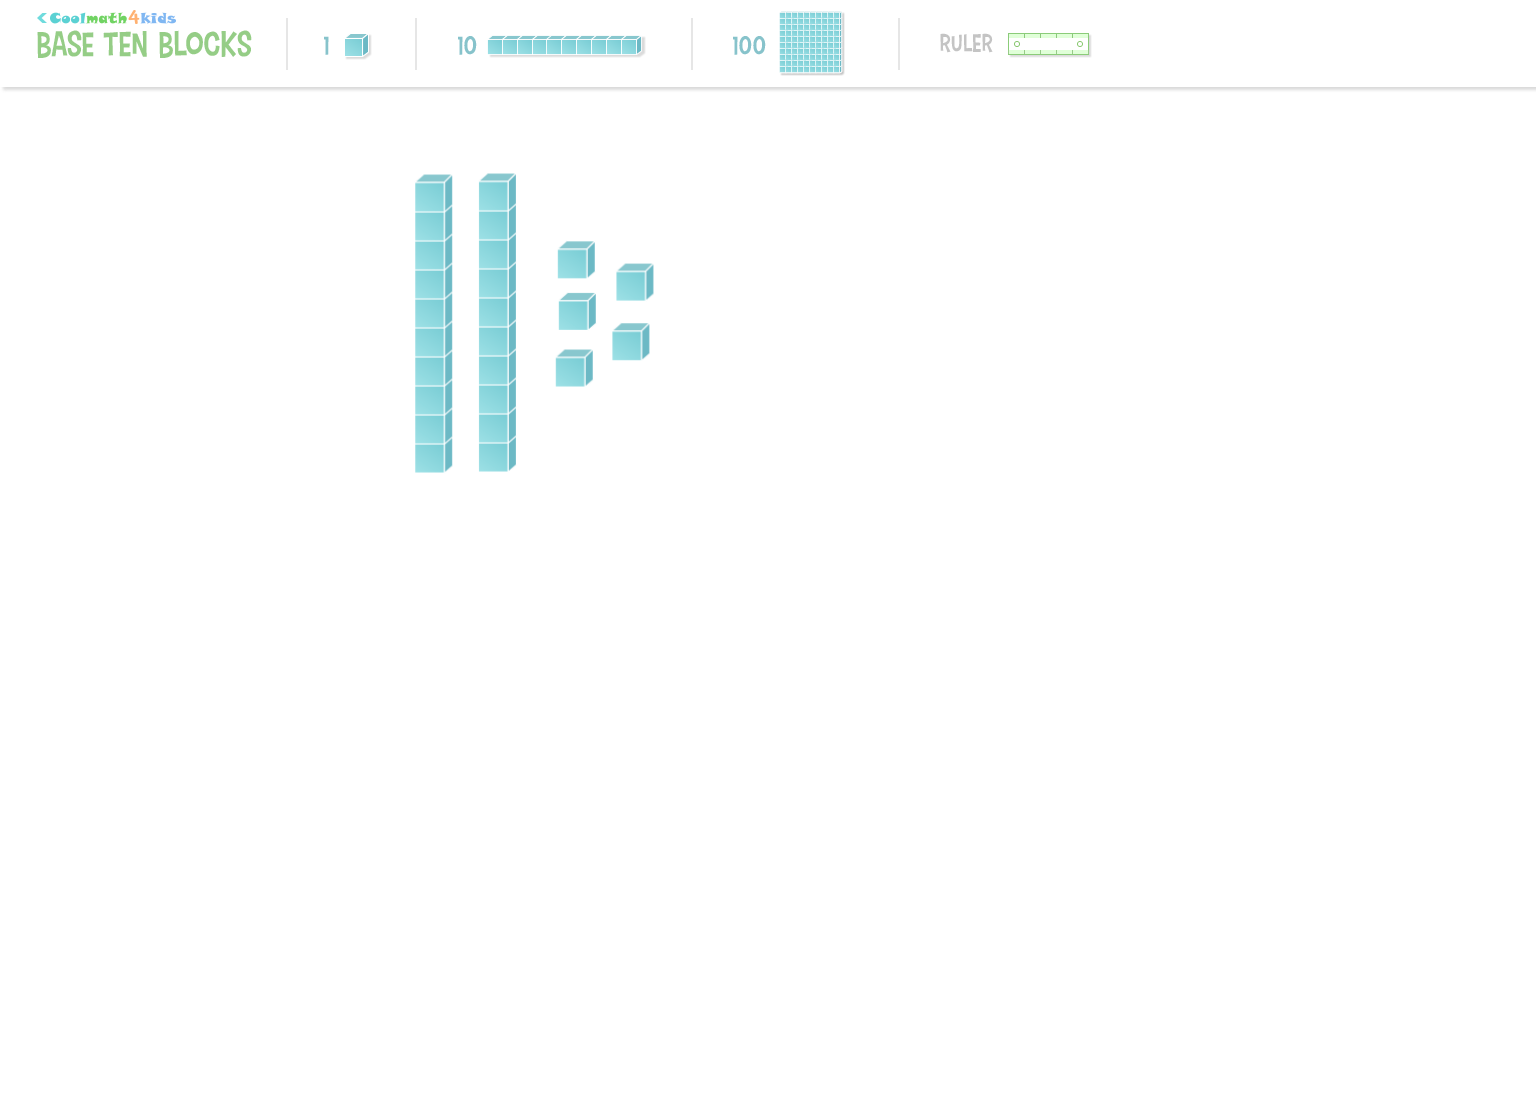 Coolmath4kids
BASE TEN BLOCKS
1
10
100
RULER